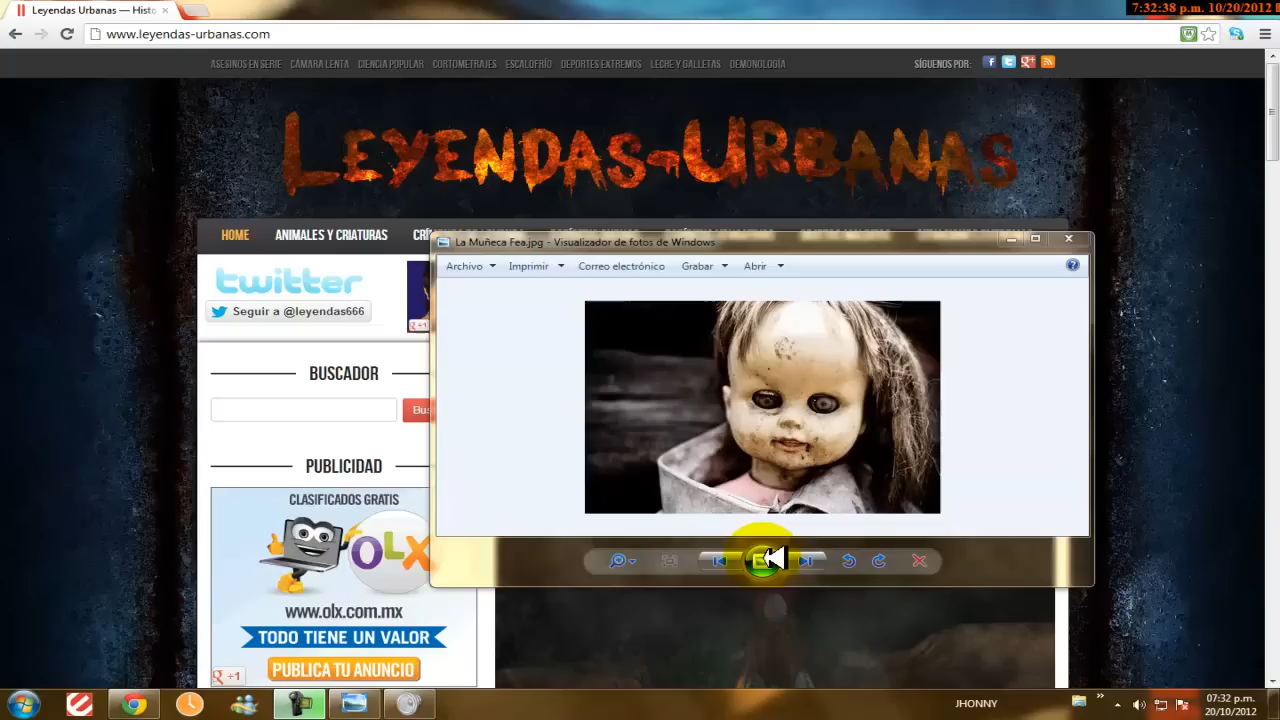 Leyendas Urbanas — Histo
7:32:38 p.m. 10/20/2012
www.leyendas-urbanas.com
ASESINOS EN SERIE CÁMARA LENTA CIENCIA POPULAR CORTOMETRAJES ESCALOFRÍO DEPORTES EXTREMOS LECHE Y GALLETAS DEMONOLOGÍA SÍGUENOS POR:
LEYENDAS-URBANAS
HOME ANIMALES Y CRIATURAS
La Muñeca Fea.jpg - Visualizador de fotos de Windows
Archivo Imprimir Correo electrónico Grabar Abrir
twitter
Seguir a @leyendas666
g +1
BUSCADOR
Bus
PUBLICIDAD
CLASIFICADOS GRATIS
OLX
www.olx.com.mx
TODO TIENE UN VALOR
PUBLICA TU ANUNCIO
g +1
JHONNY
07:32 p.m.
20/10/2012